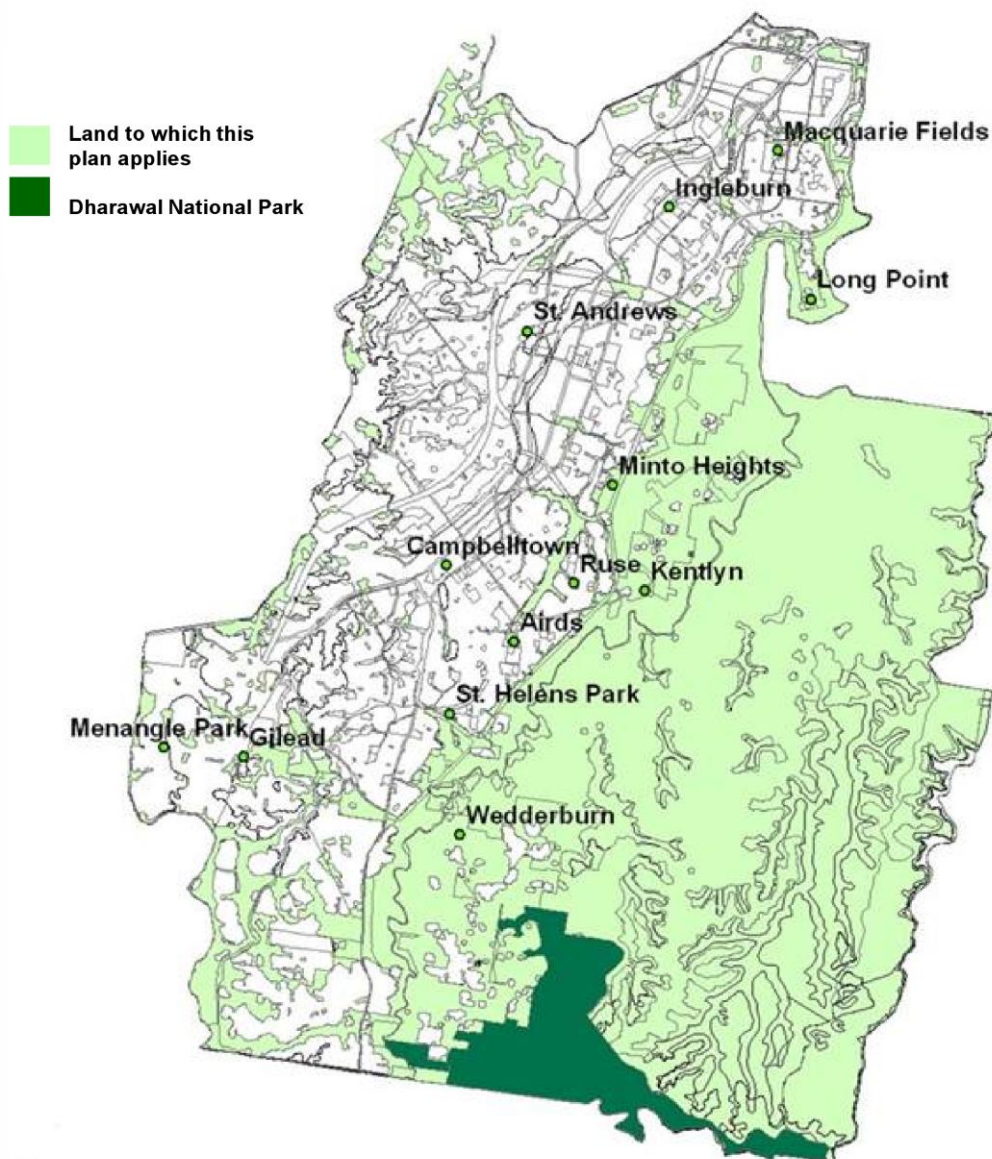 Land to which this
plan applies
Dharawal National Park
Macquarie Fields
Ingleburn
Long Point
St. Andrews
Minto Heights
Campbelltown
Ruse
Kentlyn
Airds
St. Helens Park
Menangle Park
Gilead
Wedderburn